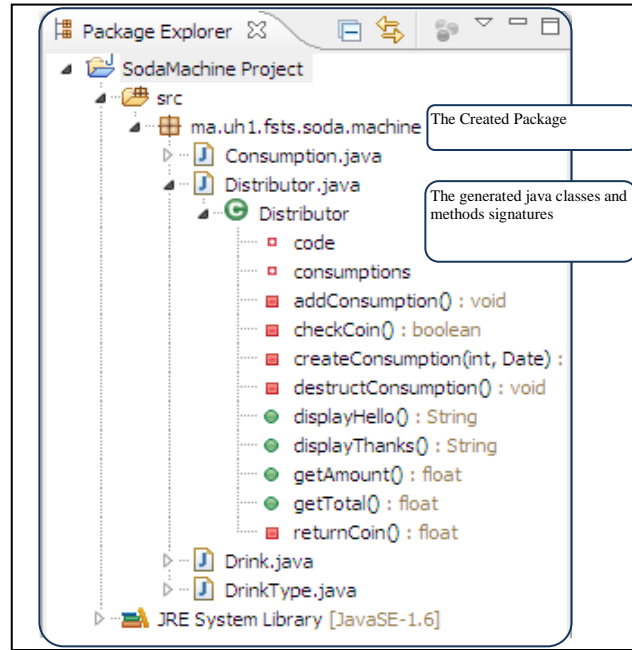 Package Explorer
SodaMachine Project
src
ma.uh1.fsts.soda.machine
The Created Package
Consumption.java
Distributor.java
The generated java classes and
methods signatures
Distributor
code
consumptions
addConsumption() : void
checkCoin() : boolean
createConsumption(int, Date) :
destructConsumption() : void
displayHello() : String
displayThanks() : String
getAmount() : float
getTotal() : float
returnCoin() : float
Drink.java
DrinkType.java
JRE System Library [JavaSE-1.6]